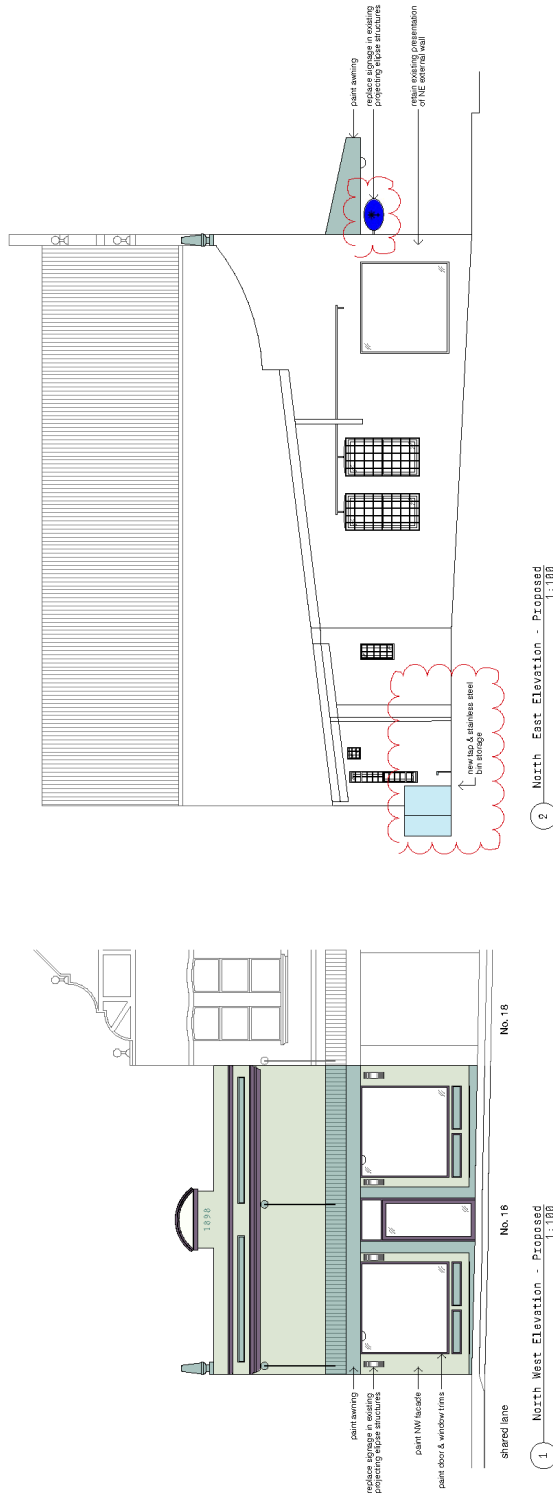 1898
paint awning
replace signage in existing
projecting elipse structures
paint NW facade
paint door & window trims
shared lane
No. 16
No. 18
1
North West Elevation - Proposed
1:100
paint awning
replace signage in existing
projecting elipse structures
retain existing presentation
of NE external wall
new tap & stainless steel
bin storage
2
North East Elevation - Proposed
1:100